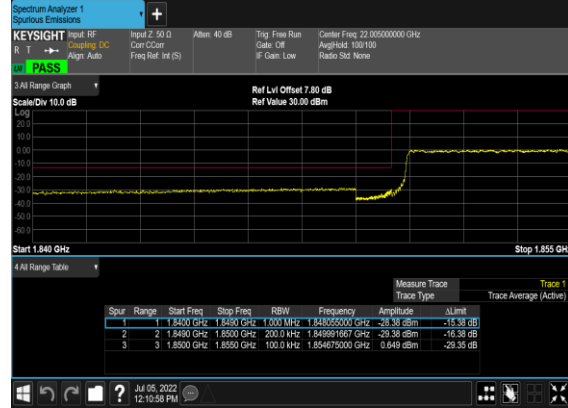 Spectrum Analyzer 1
Spurious Emissions
+
KEYSIGHT Input: RF Input Z: 50 Ω Atten: 40 dB Trig: Free Run Center Freq: 22.005000000 GHz
R T Coupling: DC Corr CCorr Gate: Off Avg|Hold: 100/100
Align: Auto Freq Ref: Int (S) IF Gain: Low Radio Std: None
PASS
3 All Range Graph
Ref Lvl Offset 7.80 dB
Scale/Div 10.0 dB Ref Value 30.00 dBm
Log
20.0
10.0
0.00
-10.0
-20.0
-30.0
-40.0
-50.0
-60.0
Start 1.840 GHz Stop 1.855 GH
4 All Range Table
Measure Trace Trace 1
Trace Type Trace Average (Active)
Spur Range Start Freq Stop Freq RBW Frequency Amplitude ΔLimit
1 1 1.8400 GHz 1.8490 GHz 1.000 MHz 1.848055000 GHz -28.38 dBm -15.38 dB
2 2 1.8490 GHz 1.8500 GHz 200.0 kHz 1.849991667 GHz -29.38 dBm -16.38 dB
3 3 1.8500 GHz 1.8550 GHz 100.0 kHz 1.854675000 GHz 0.649 dBm -29.35 dB
? Jul 05, 2022
12:10:58 PM